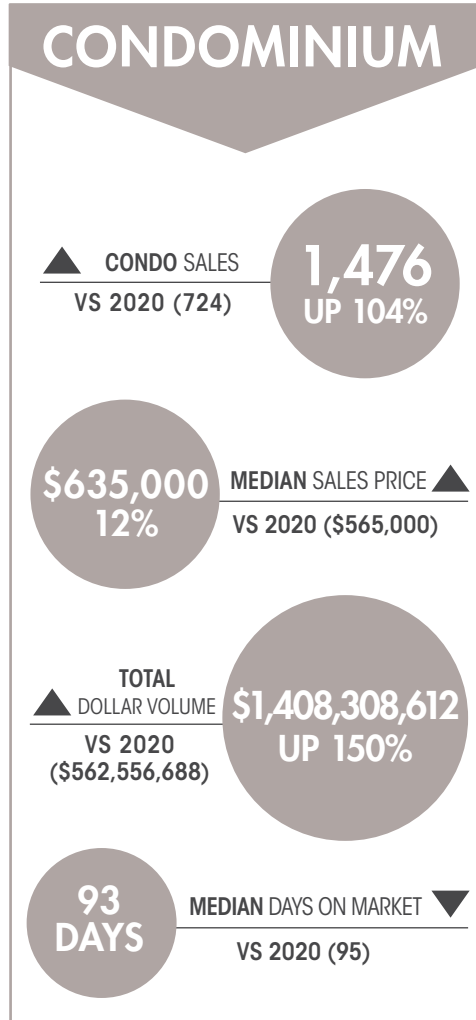 CONDOMINIUM
CONDO SALES
VS 2020 (724)
1,476
UP 104%
$635,000
12%
MEDIAN SALES PRICE
VS 2020 ($565,000)
TOTAL
DOLLAR VOLUME
VS 2020
($562,556,688)
$1,408,308,612
UP 150%
93
DAYS
MEDIAN DAYS ON MARKET
VS 2020 (95)